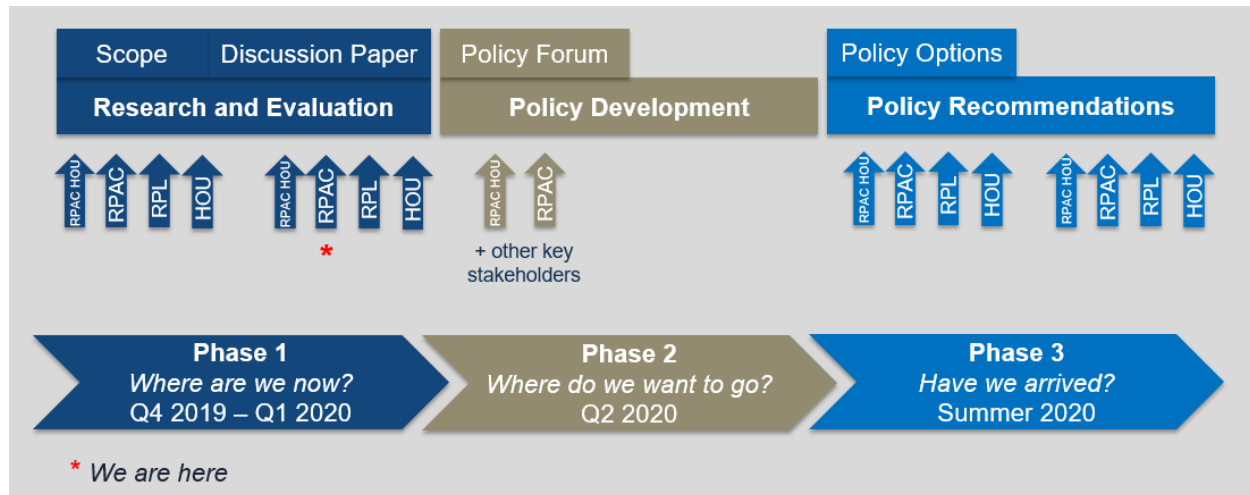 Scope
Discussion Paper
Policy Forum
Policy Options
Research and Evaluation
Policy Development
Policy Recommendations
RPAC HOU
RPAC
RPL
HOU
RPAC HOU
RPAC
RPL
HOU
RPAC HOU
RPAC
RPAC HOU
RPAC
RPL
HOU
RPAC HOU
RPAC
RPL
HOU
*
+ other key
stakeholders
Phase 1
Where are we now?
Q4 2019 – Q1 2020
Phase 2
Where do we want to go?
Q2 2020
Phase 3
Have we arrived?
Summer 2020
* We are here